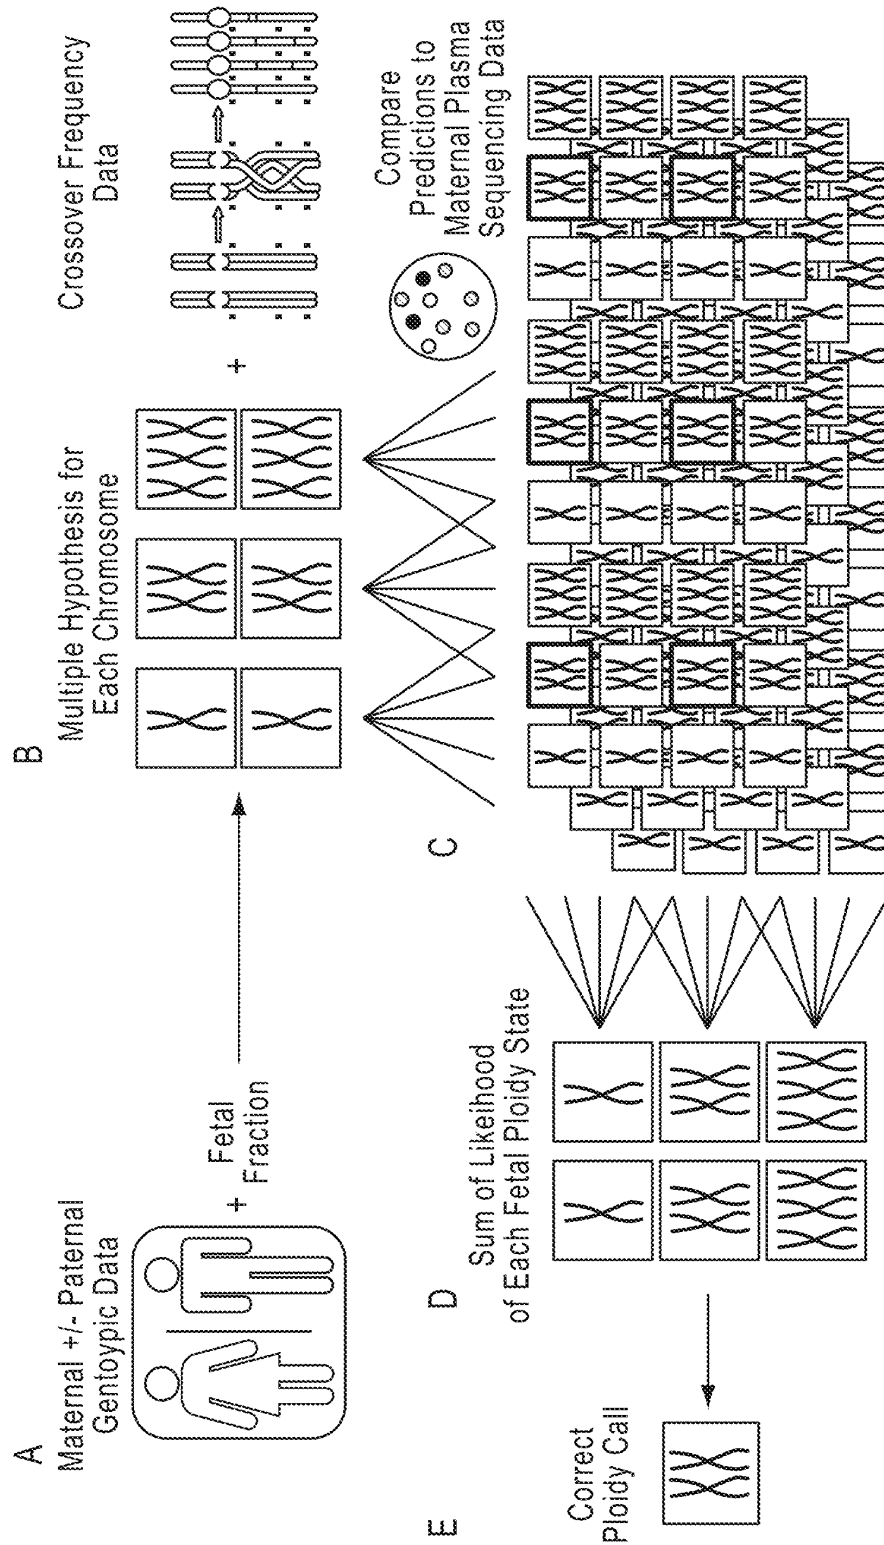 A
Maternal +/- Paternal
Gentoypic Data
+
Fetal
Fraction
B
Multiple Hypothesis for
Each Chromosome
+
Crossover Frequency
Data
C
Compare
Predictions to
Maternal Plasma
Sequencing Data
D
Sum of Likeihood
of Each Fetal Ploidy State
E
Correct
Ploidy Call